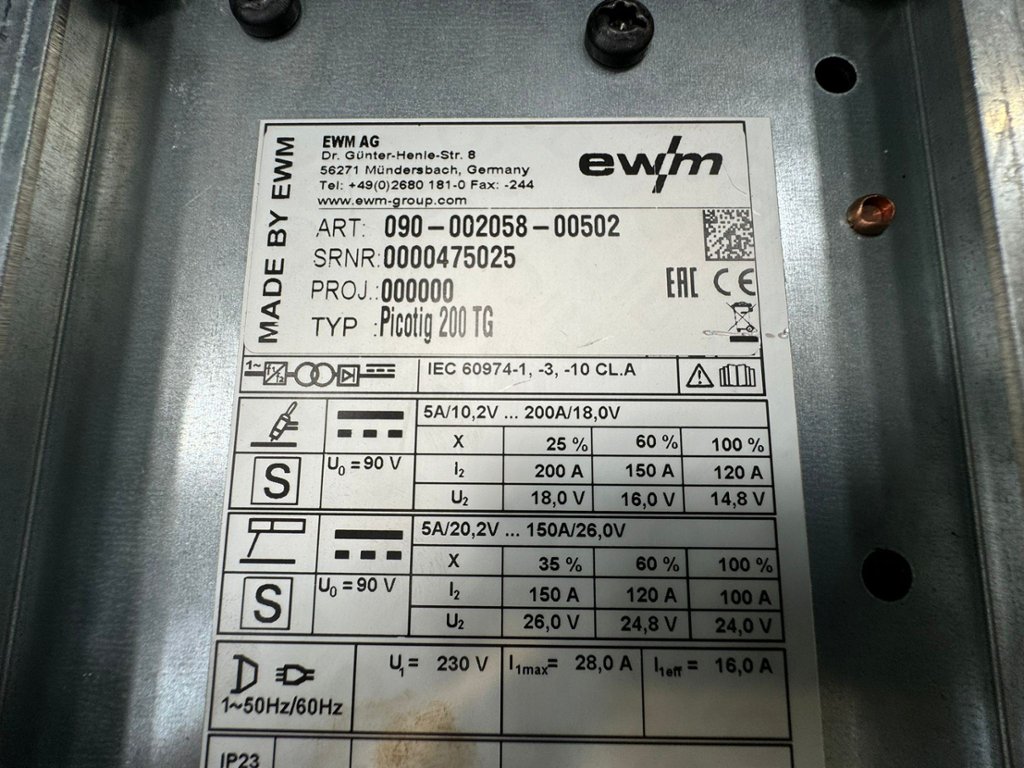 MADE BY EWM
EWM AG
Dr. Günter-Henle-Str. 8
56271 Mündersbach, Germany
Tel: +49(0)2680 181-0 Fax: -244
www.ewm-group.com
ewm
ART: 090-002058-00502
SRNR: 0000475025
PROJ.: 000000
TYP : Picotig 200 TG
EAC CE
1~ f1 f2 IEC 60974-1, -3, -10 CL.A
5A/10,2V ... 200A/18,0V
X 25 % 60 % 100 %
S U0 = 90 V I2 200 A 150 A 120 A
U2 18,0 V 16,0 V 14,8 V
5A/20,2V ... 150A/26,0V
X 35 % 60 % 100 %
S U0 = 90 V I2 150 A 120 A 100 A
U2 26,0 V 24,8 V 24,0 V
U1= 230 V I1max= 28,0 A I1eff = 16,0 A
1~50Hz/60Hz
IP23